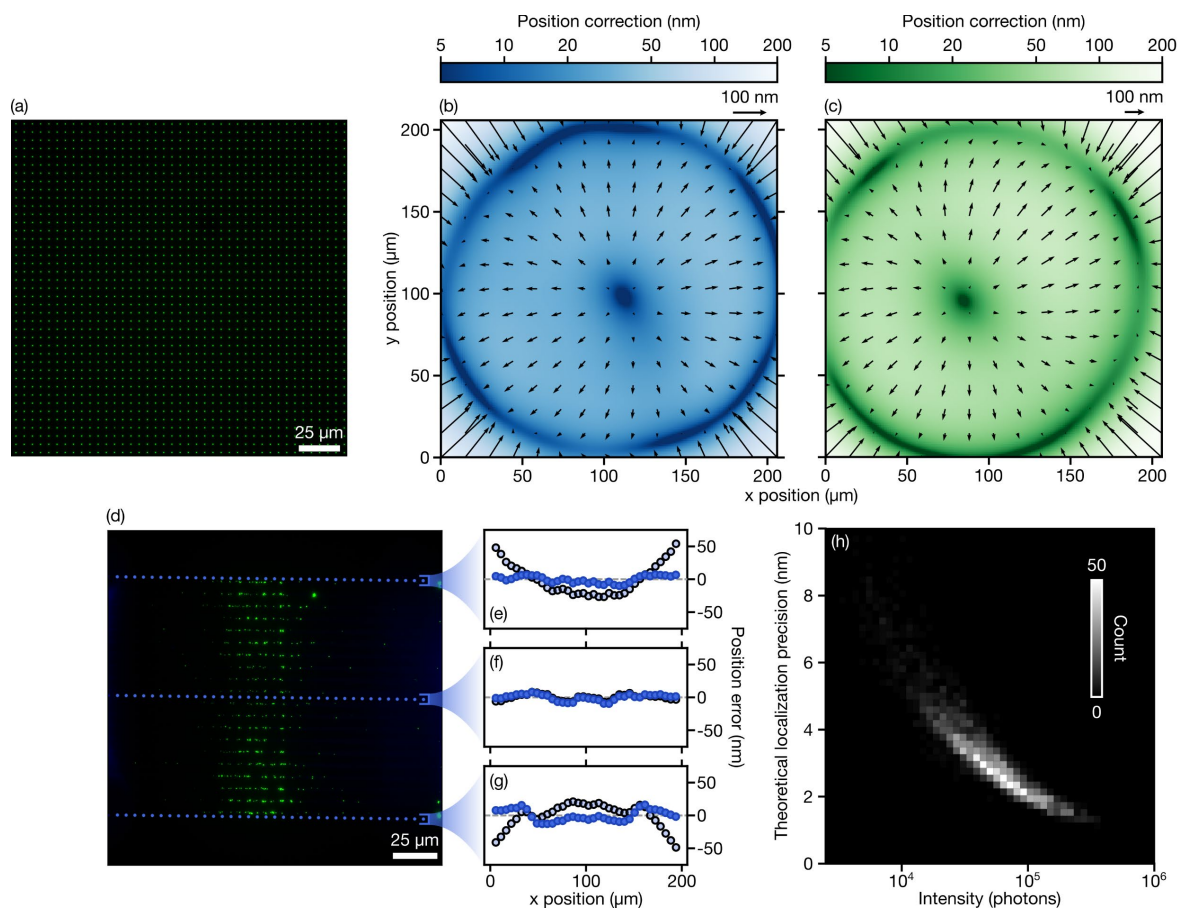 Position correction (nm)
5 10 20 50 100 200
Position correction (nm)
5 10 20 50 100 200
(a)
25 µm
(b)
100 nm
200
150
100
50
0
y position (µm)
0 50 100 150 200
(c)
100 nm
0 50 100 150 200
x position (µm)
(d)
25 µm
(e)
50
0
-50
(f)
50
0
-50
(g)
50
0
-50
Position error (nm)
0 100 200
x position (µm)
(h)
10
8
6
4
2
0
Theoretical localization precision (nm)
50
0
Count
10⁴ 10⁵ 10⁶
Intensity (photons)